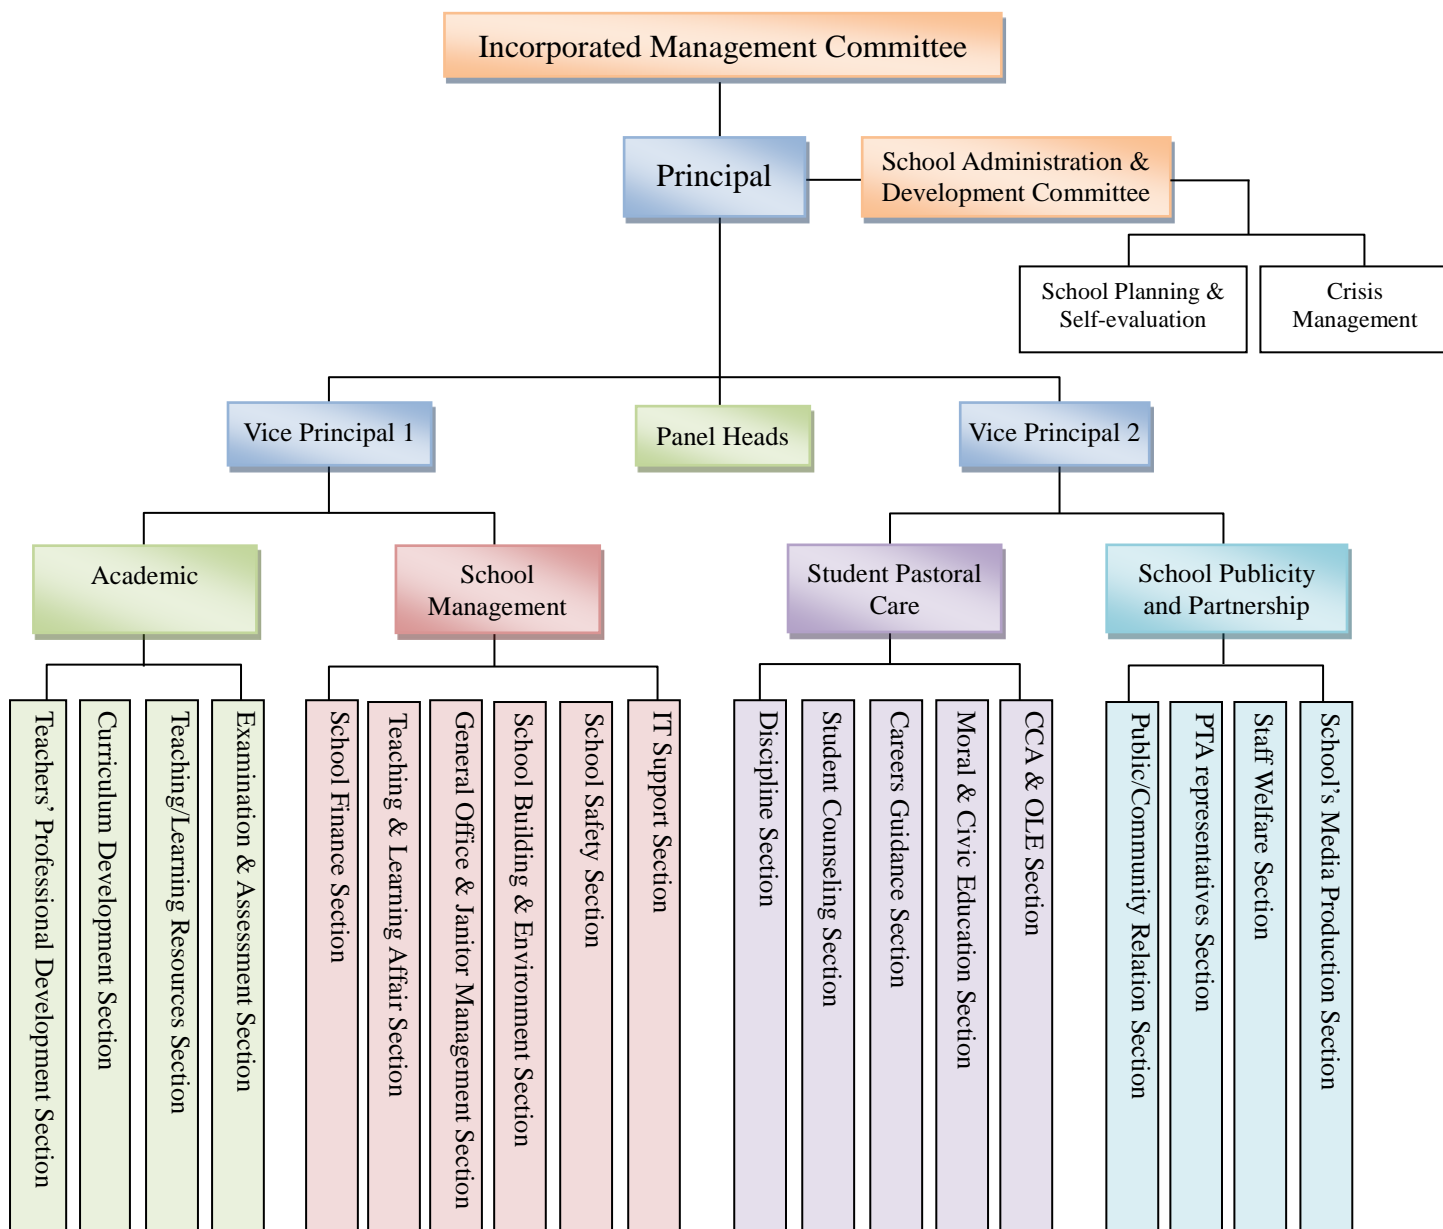 Incorporated Management Committee
Principal
School Administration &
Development Committee
School Planning &
Self-evaluation
Crisis
Management
Vice Principal 1
Panel Heads
Vice Principal 2
Academic
School
Management
Student Pastoral
Care
School Publicity
and Partnership
Teachers’ Professional Development Section
Curriculum Development Section
Teaching/Learning Resources Section
Examination & Assessment Section
School Finance Section
Teaching & Learning Affair Section
General Office & Janitor Management Section
School Building & Environment Section
School Safety Section
IT Support Section
Discipline Section
Student Counseling Section
Careers Guidance Section
Moral & Civic Education Section
CCA & OLE Section
Public/Community Relation Section
PTA representatives Section
Staff Welfare Section
School’s Media Production Section